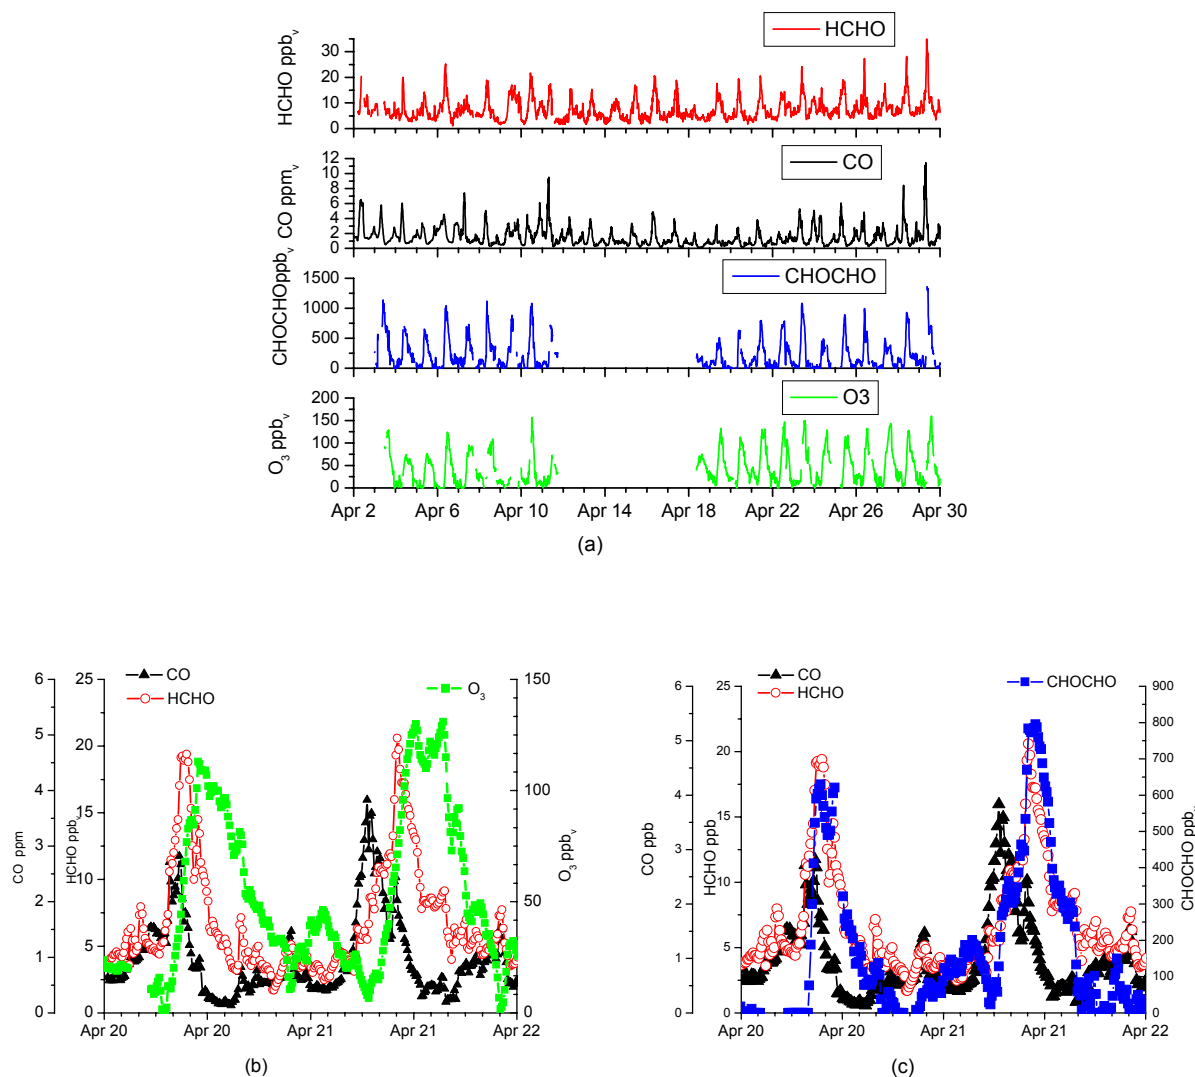 HCHO
HCHO ppbv
30
20
10
0
CO
CO ppmv
12
10
8
6
4
2
0
CHOCHO
CHOCHOppbv
1500
1000
500
0
O3
O3 ppbv
200
150
100
50
0
Apr 2 Apr 6 Apr 10 Apr 14 Apr 18 Apr 22 Apr 26 Apr 30
(a)
CO
HCHO
O3
CO ppm
6
5
4
3
2
1
0
HCHO ppbv
25
20
15
10
5
0
O3 ppbv
150
100
50
0
Apr 20 Apr 20 Apr 21 Apr 21 Apr 22
(b)
CO
HCHO
CHOCHO
CO ppb
6
5
4
3
2
1
0
HCHO ppb
25
20
15
10
5
0
CHOCHO ppbv
900
800
700
600
500
400
300
200
100
0
Apr 20 Apr 20 Apr 21 Apr 21 Apr 22
(c)